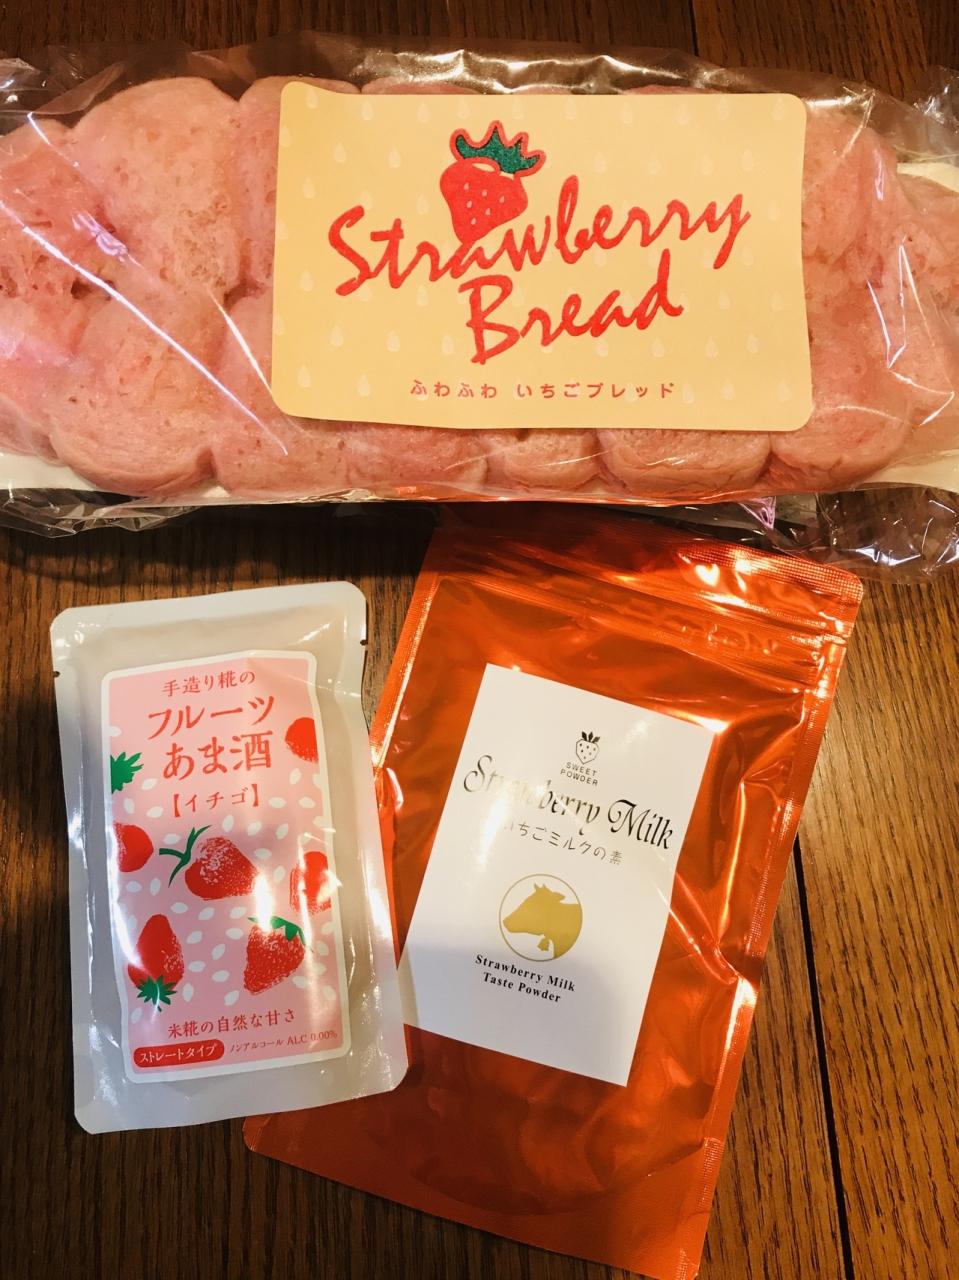 Strawberry
Bread
ふわふわ いちごブレッド
手造り糀の
フルーツ
あま酒
【イチゴ】
米糀の自然な甘さ
ストレートタイプ ノンアルコール ALC 0.00%
SWEET
POWDER
Strawberry Milk
いちごミルクの素
Strawberry Milk
Taste Powder